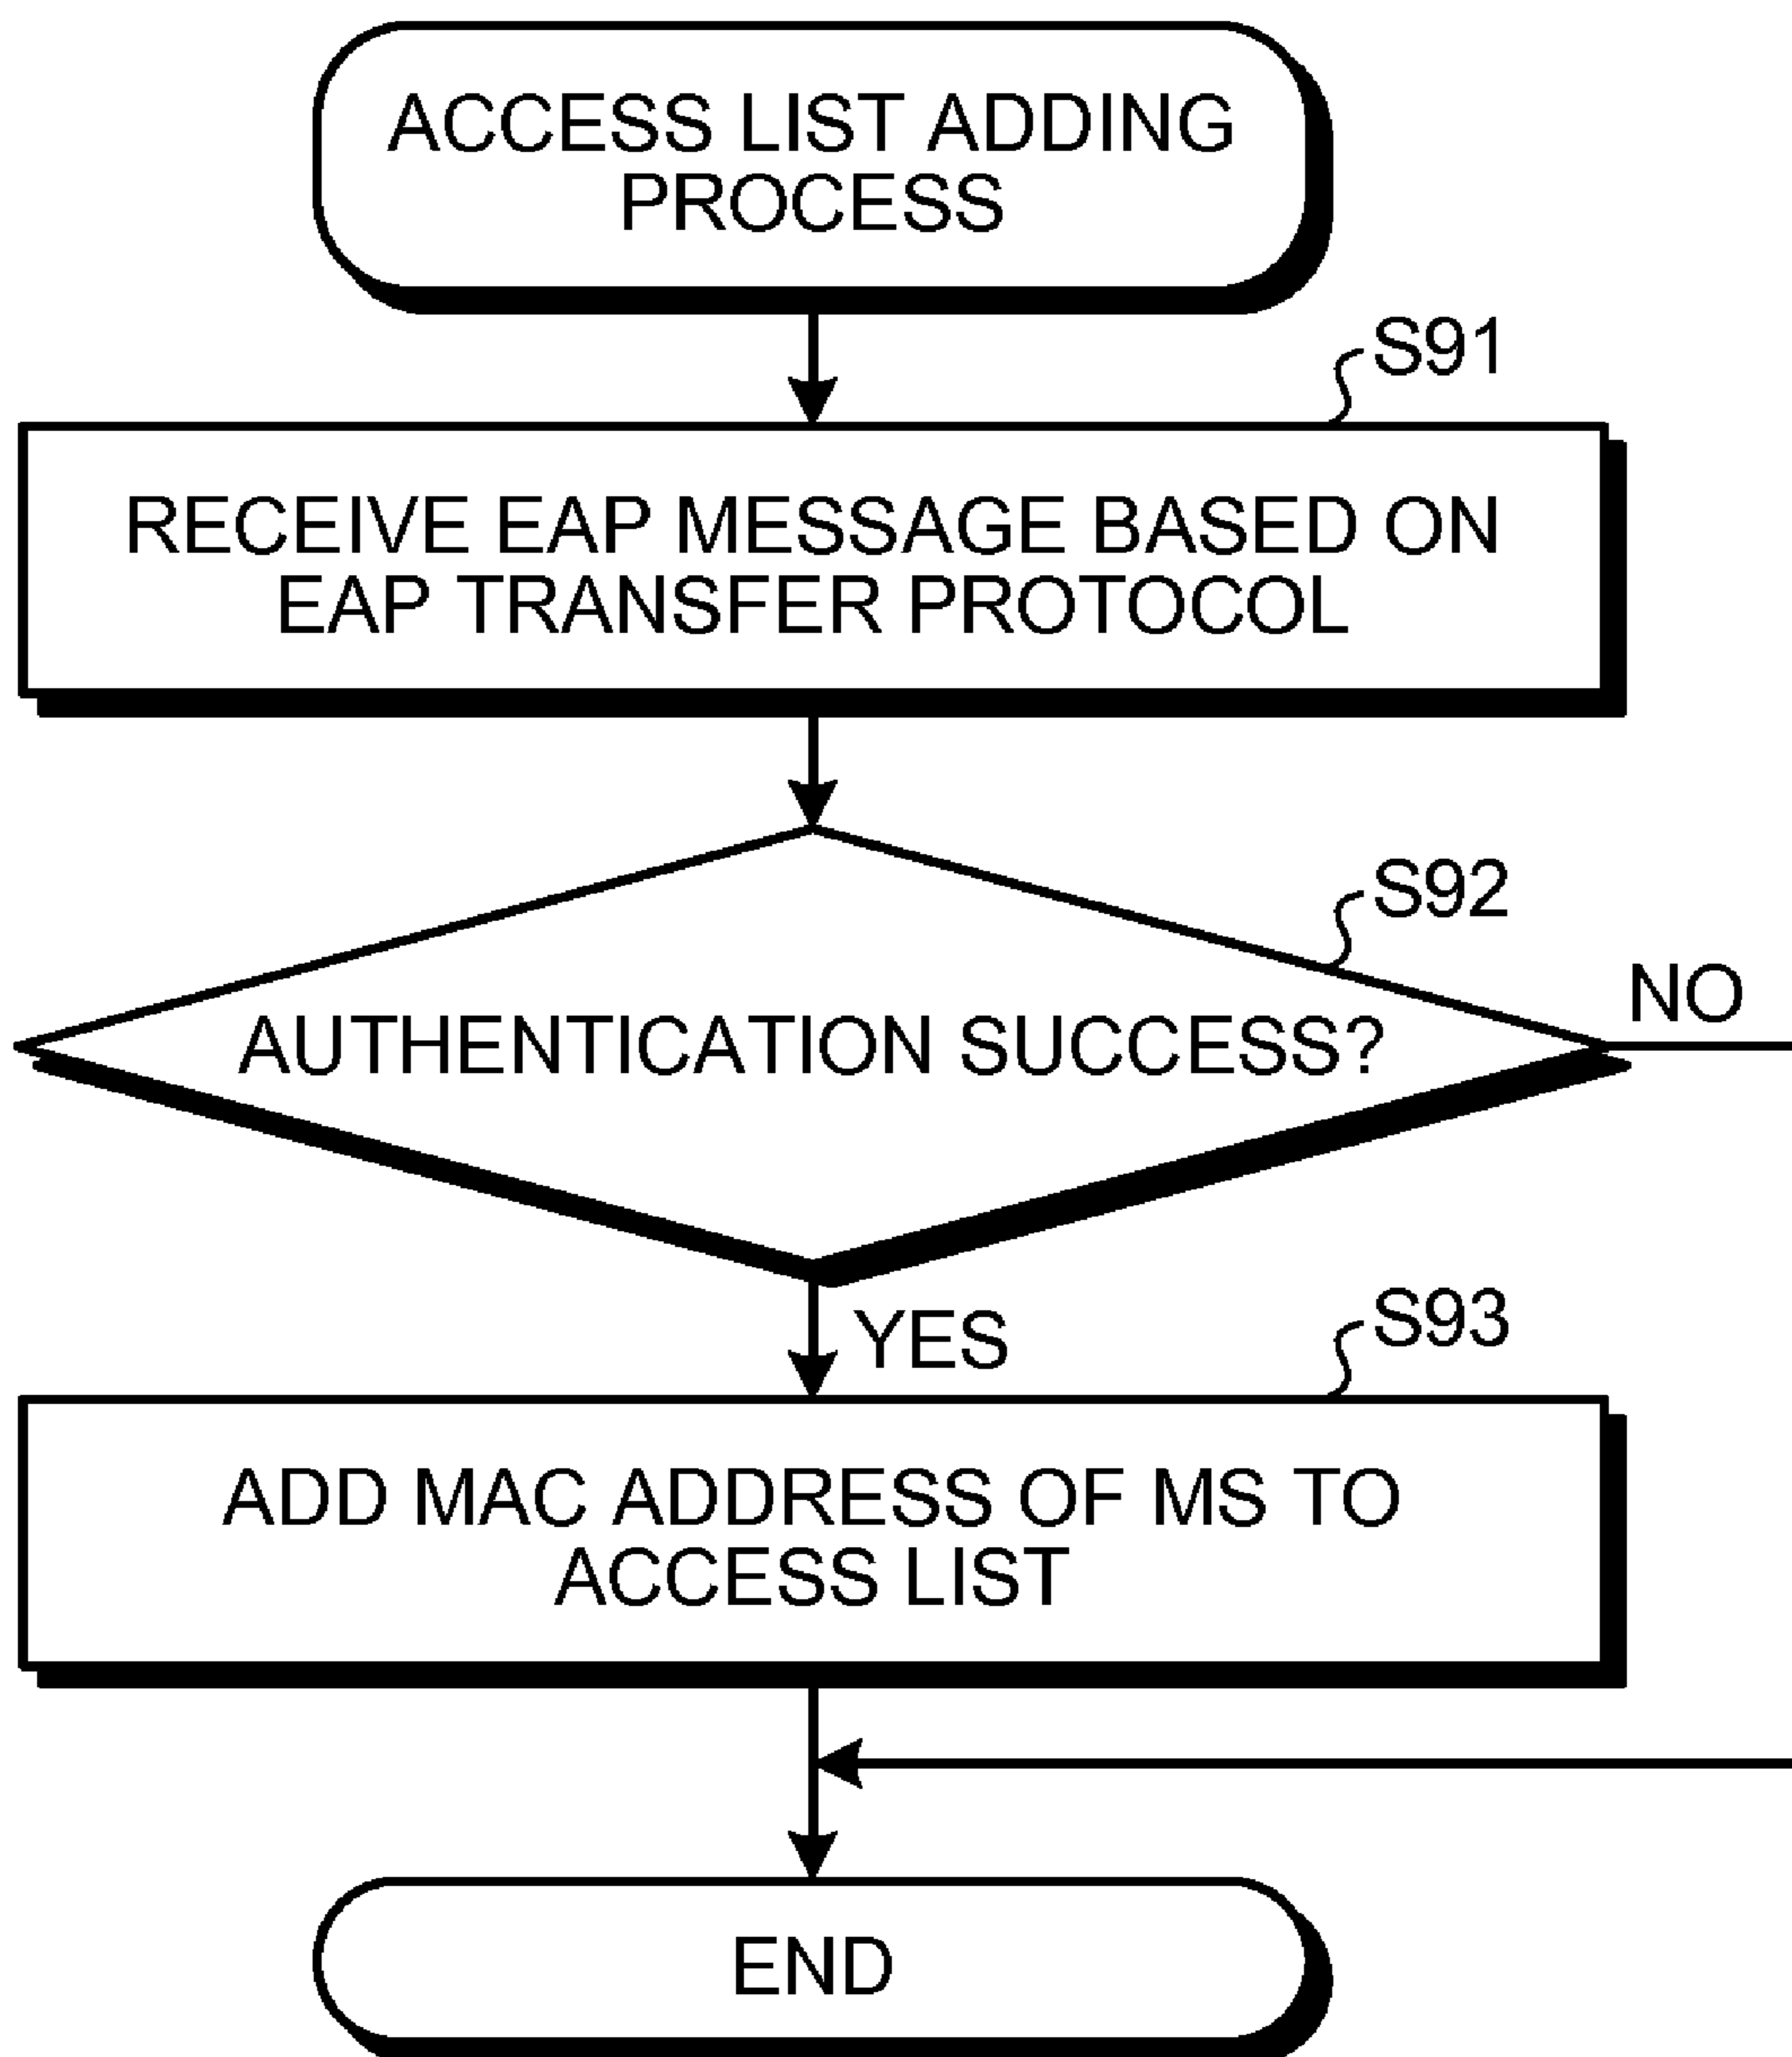 ACCESS LIST ADDING
PROCESS
S91
RECEIVE EAP MESSAGE BASED ON
EAP TRANSFER PROTOCOL
S92
NO
AUTHENTICATION SUCCESS?
YES
S93
ADD MAC ADDRESS OF MS TO
ACCESS LIST
END